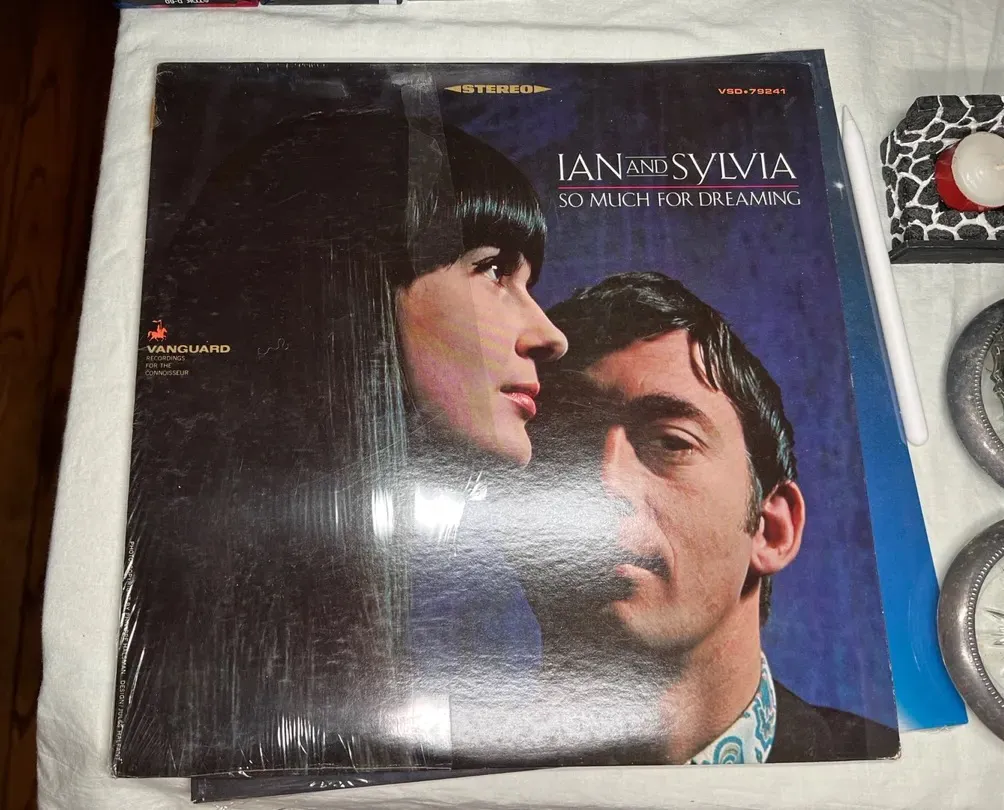 STEREO
VSD•79241
IAN AND SYLVIA
SO MUCH FOR DREAMING
VANGUARD
RECORDINGS
FOR THE
CONNOISSEUR